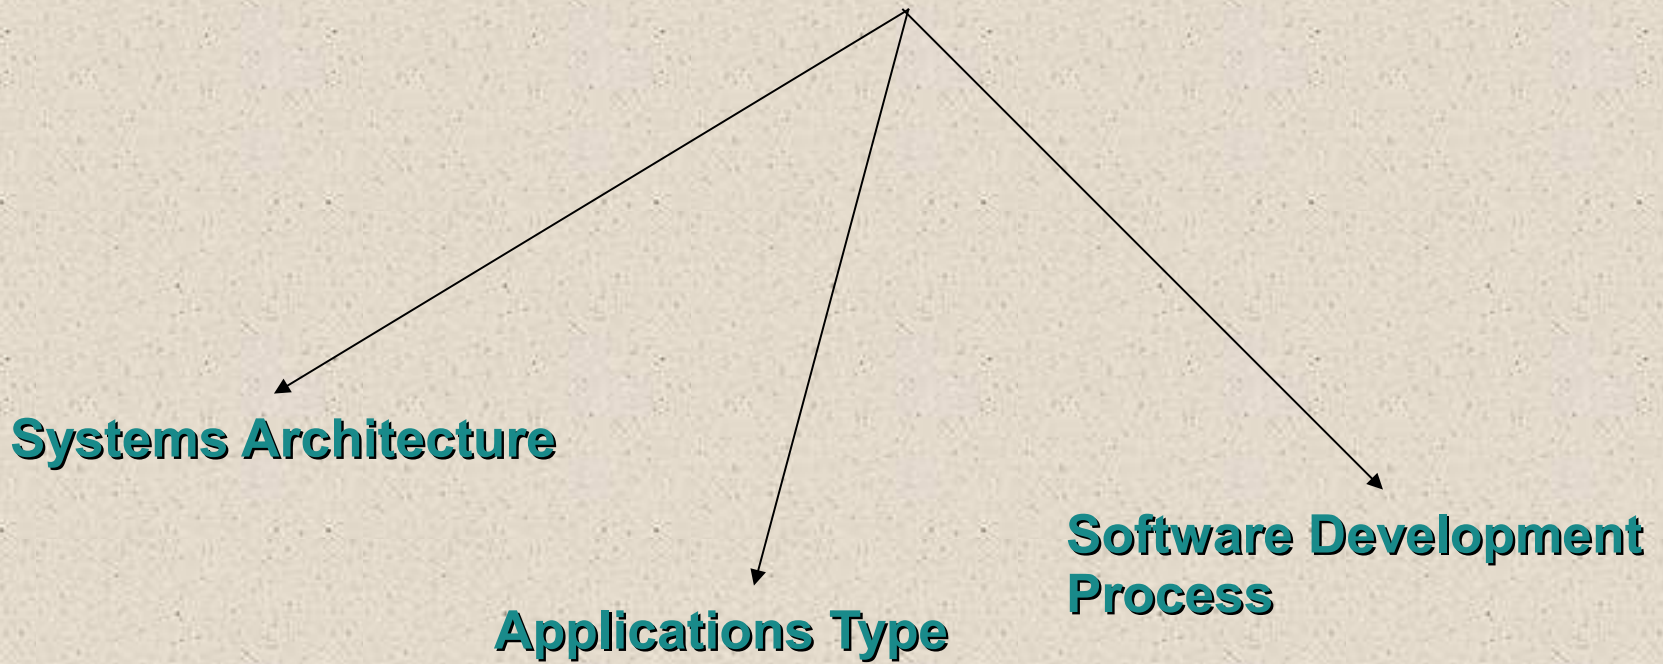 Systems Architecture
Software Development
Process
Applications Type